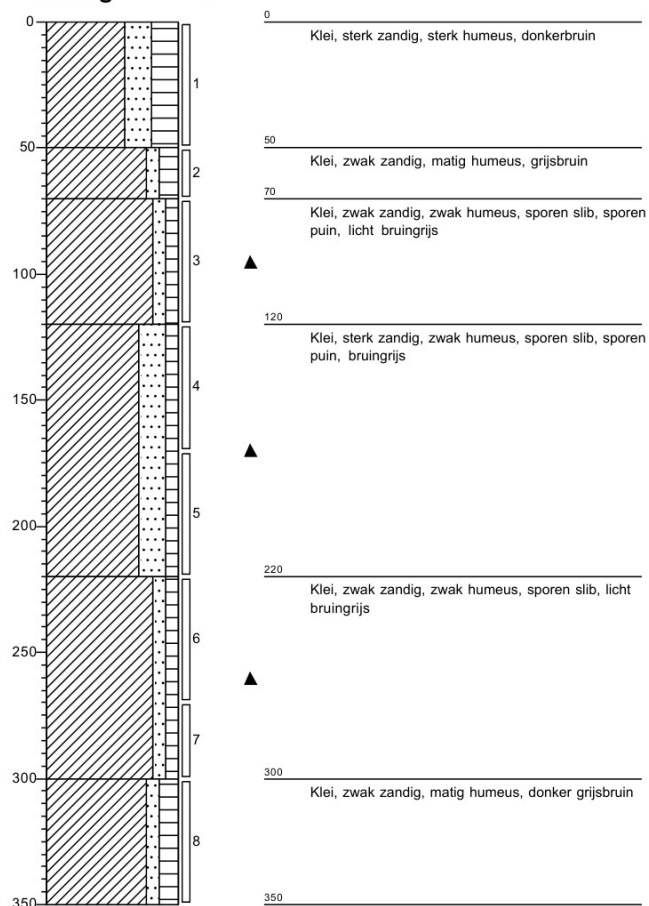 0
0
Klei, sterk zandig, sterk humeus, donkerbruin
1
50
50
Klei, zwak zandig, matig humeus, grijsbruin
2
70
Klei, zwak zandig, zwak humeus, sporen slib, sporen
puin, licht bruingrijs
3
100
120
Klei, sterk zandig, zwak humeus, sporen slib, sporen
puin, bruingrijs
4
150
5
200
220
Klei, zwak zandig, zwak humeus, sporen slib, licht
bruingrijs
6
250
7
300
300
Klei, zwak zandig, matig humeus, donker grijsbruin
8
350
350